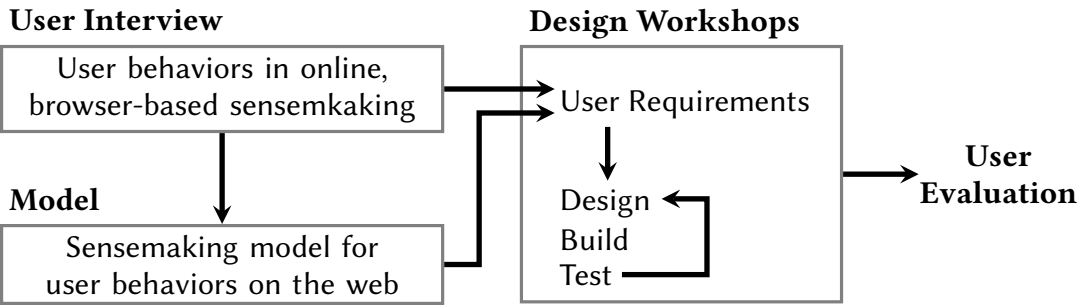 User Interview
User behaviors in online,
browser-based sensemkaking
Model
Sensemaking model for
user behaviors on the web
Design Workshops
User Requirements
Design
Build
Test
User
Evaluation